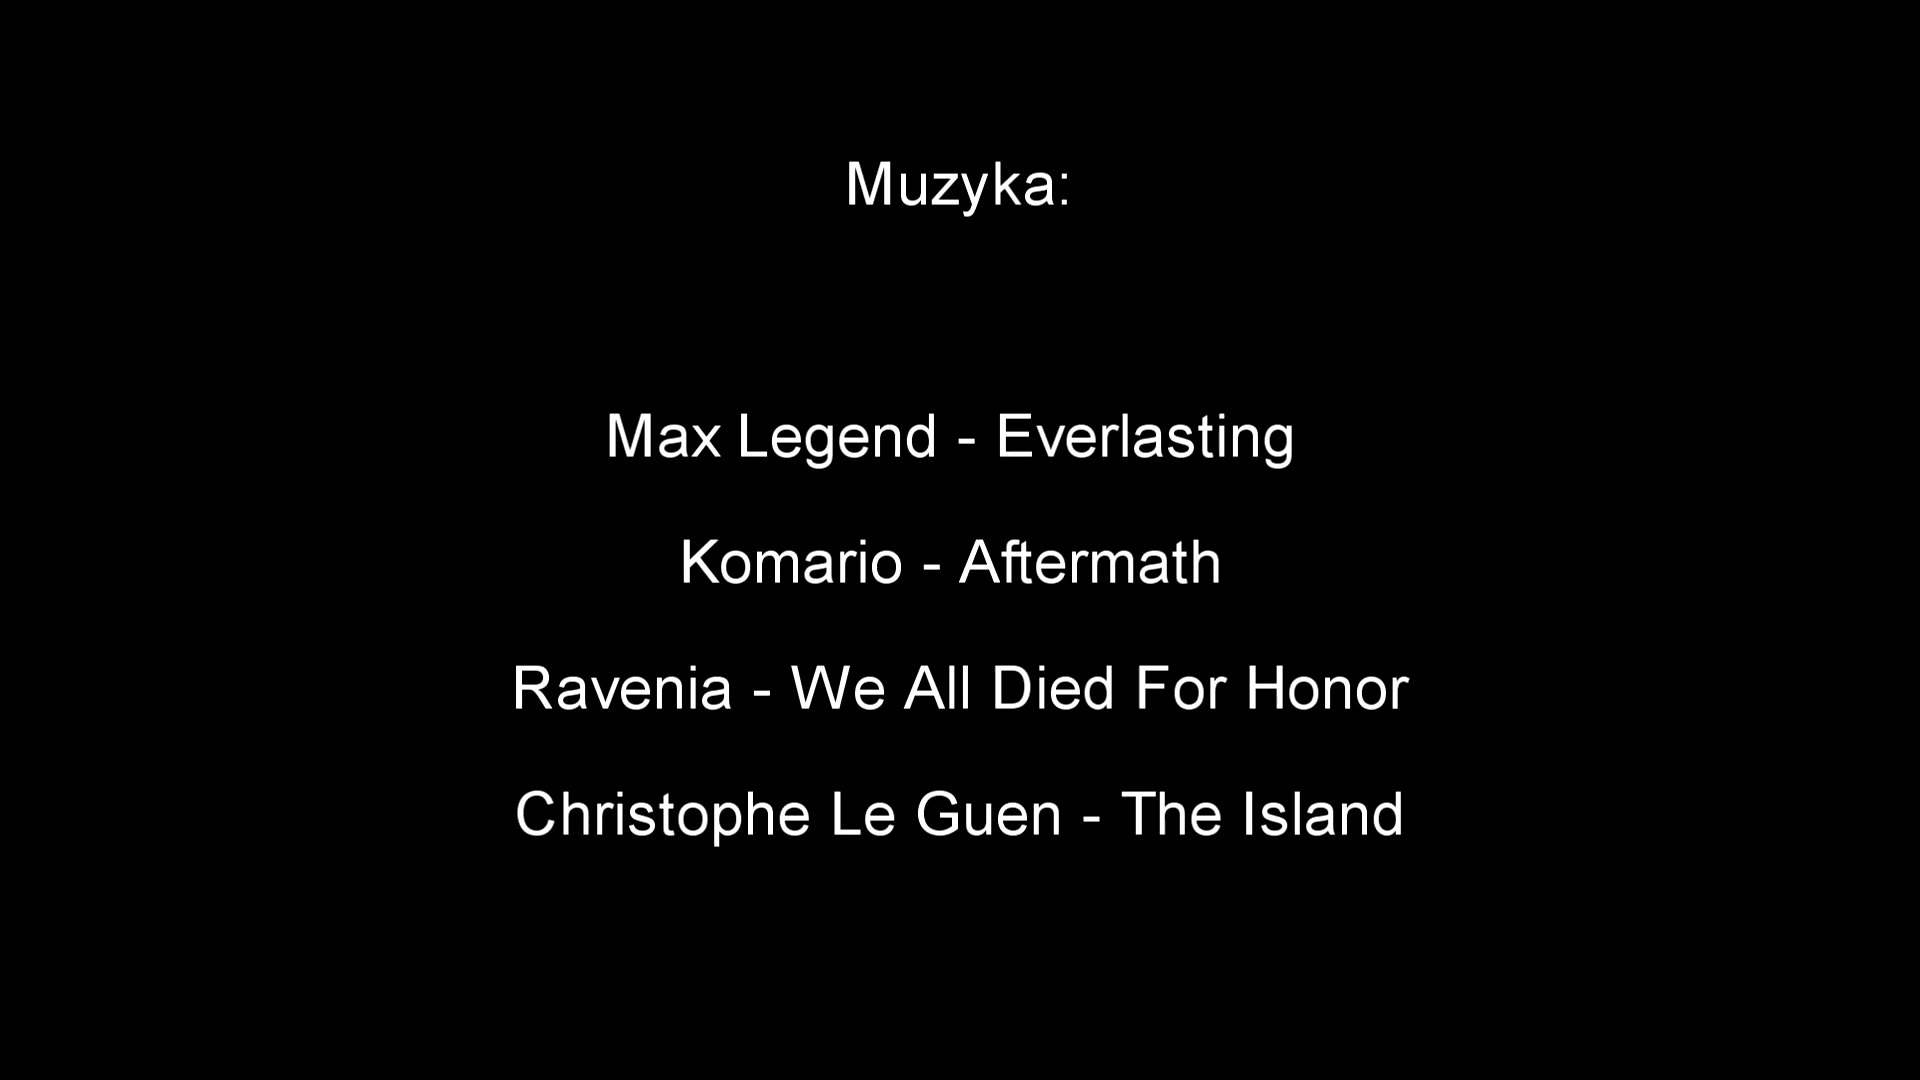 Muzyka:
Max Legend - Everlasting
Komario - Aftermath
Ravenia - We All Died For Honor
Christophe Le Guen - The Island